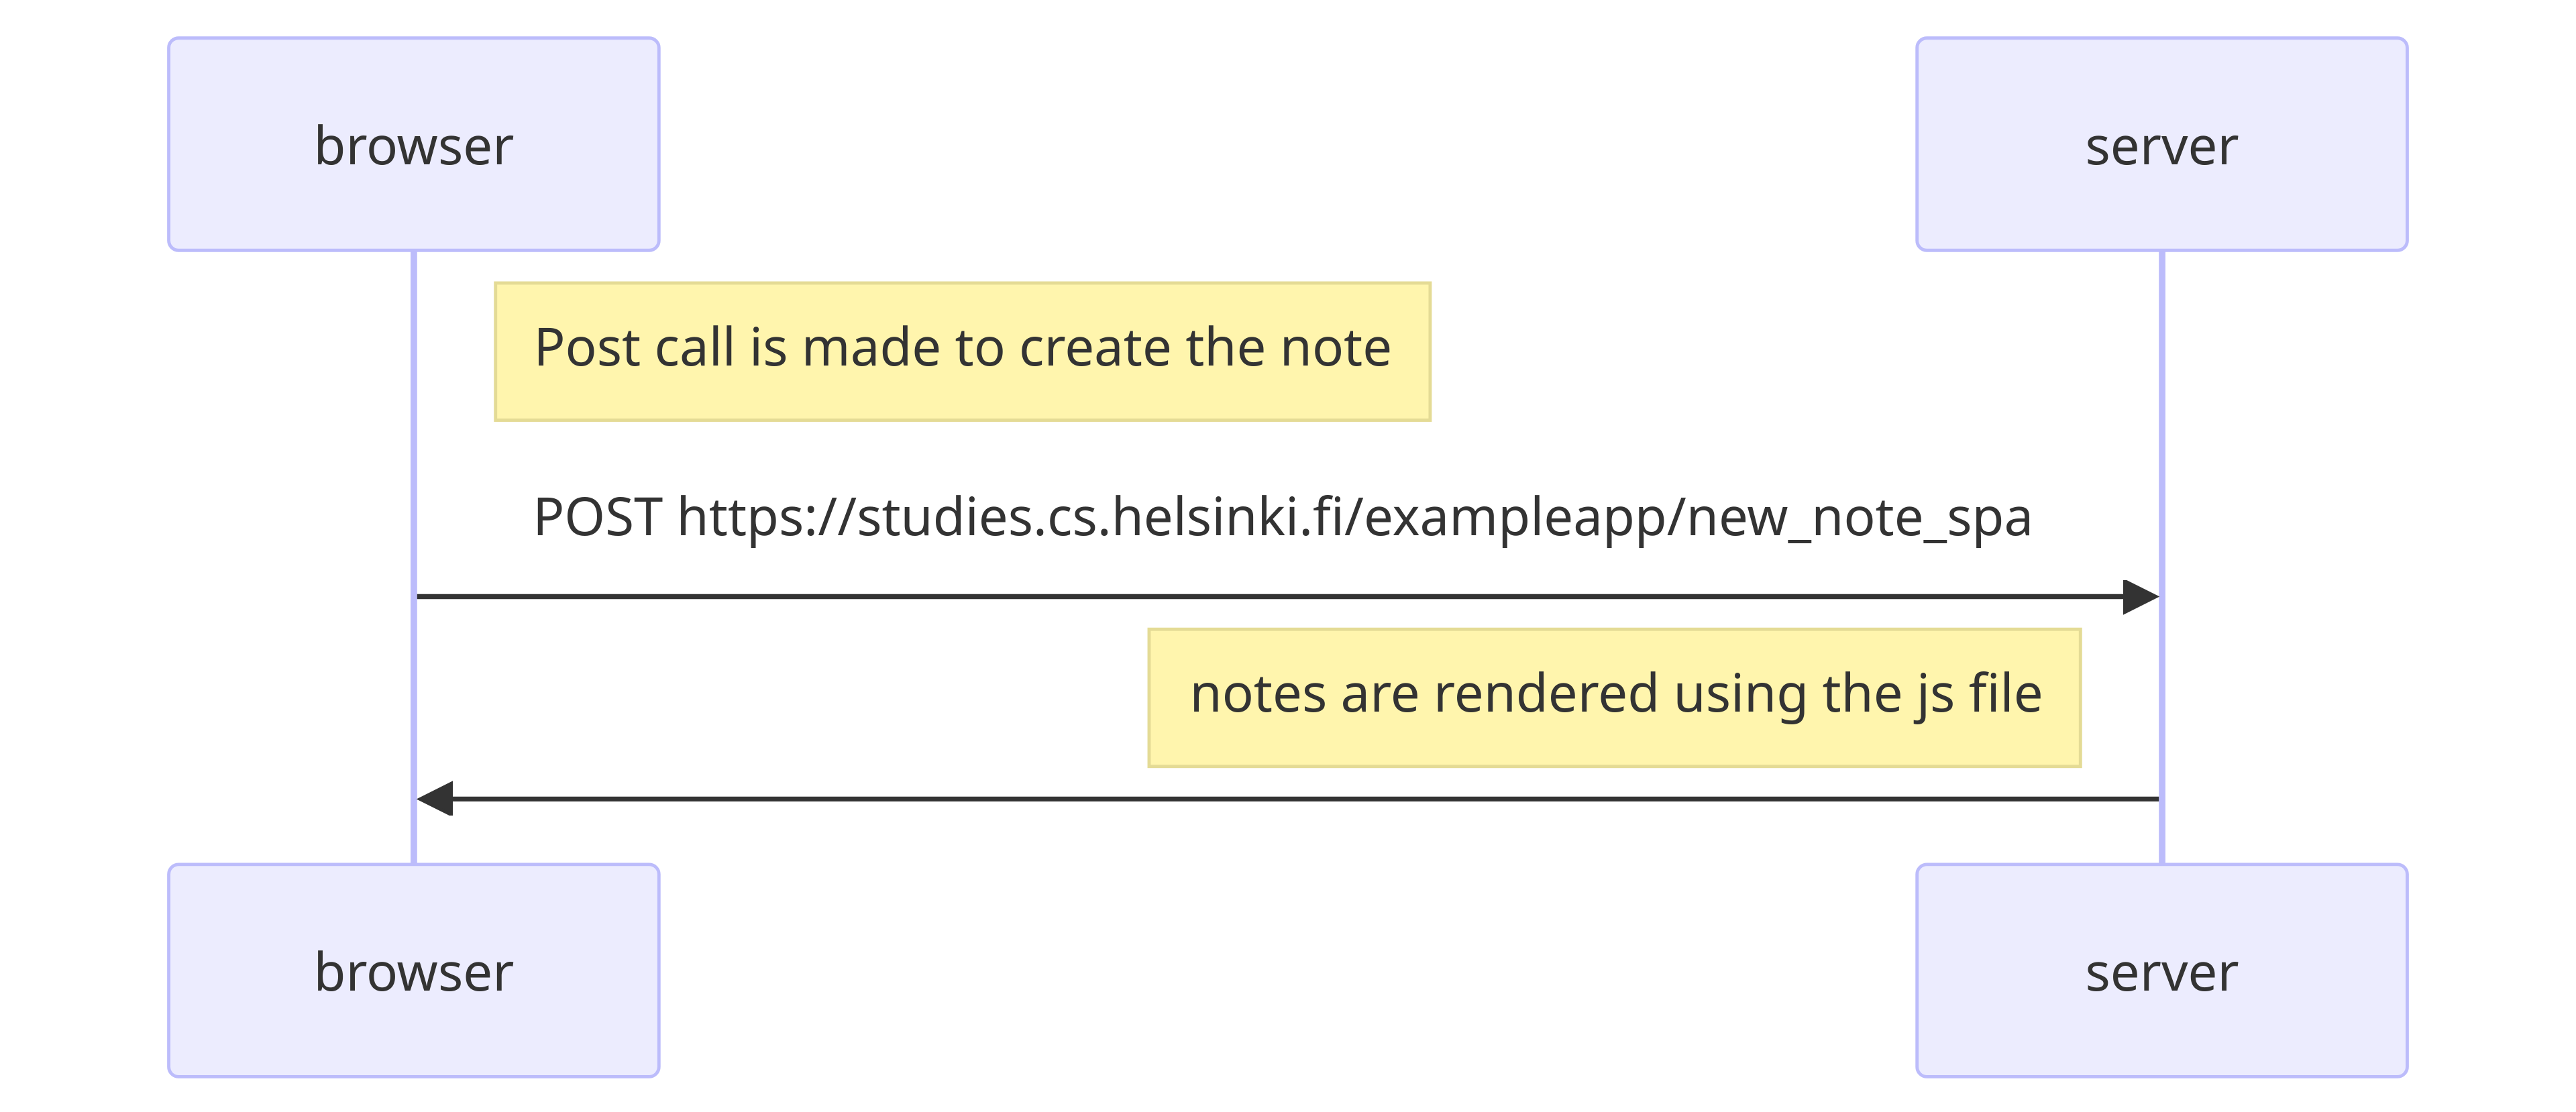 browser
server
Post call is made to create the note
POST https://studies.cs.helsinki.fi/exampleapp/new_note_spa
notes are rendered using the js file
browser
server